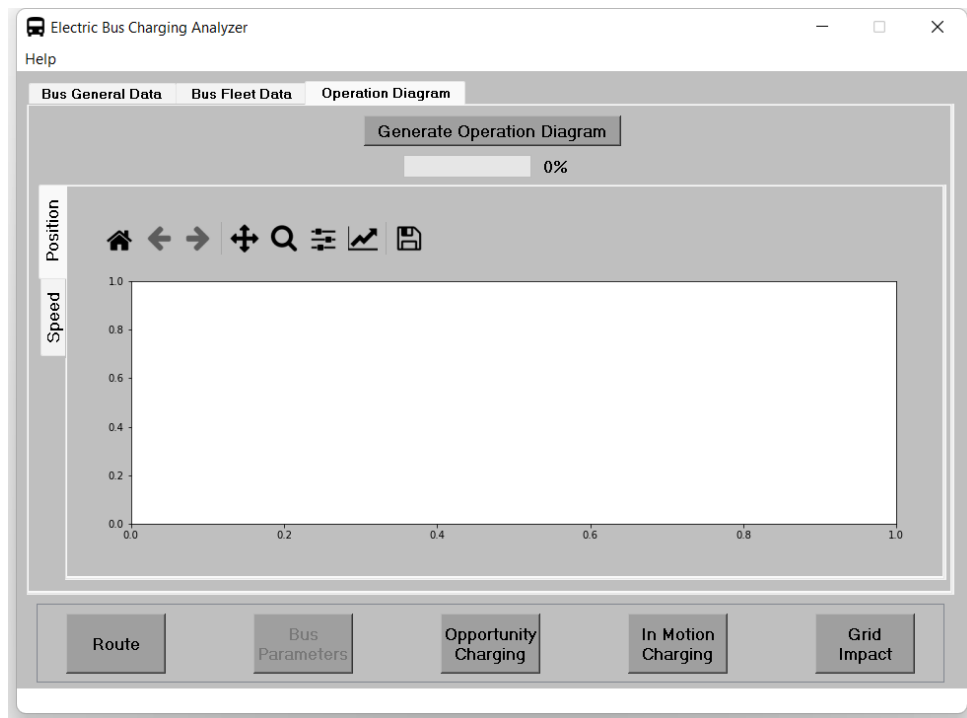 Electric Bus Charging Analyzer
Help
Bus General Data Bus Fleet Data Operation Diagram
Generate Operation Diagram
0%
Position
Speed
1.0
0.8
0.6
0.4
0.2
0.0
0.0 0.2 0.4 0.6 0.8 1.0
Route
Bus
Parameters
Opportunity
Charging
In Motion
Charging
Grid
Impact